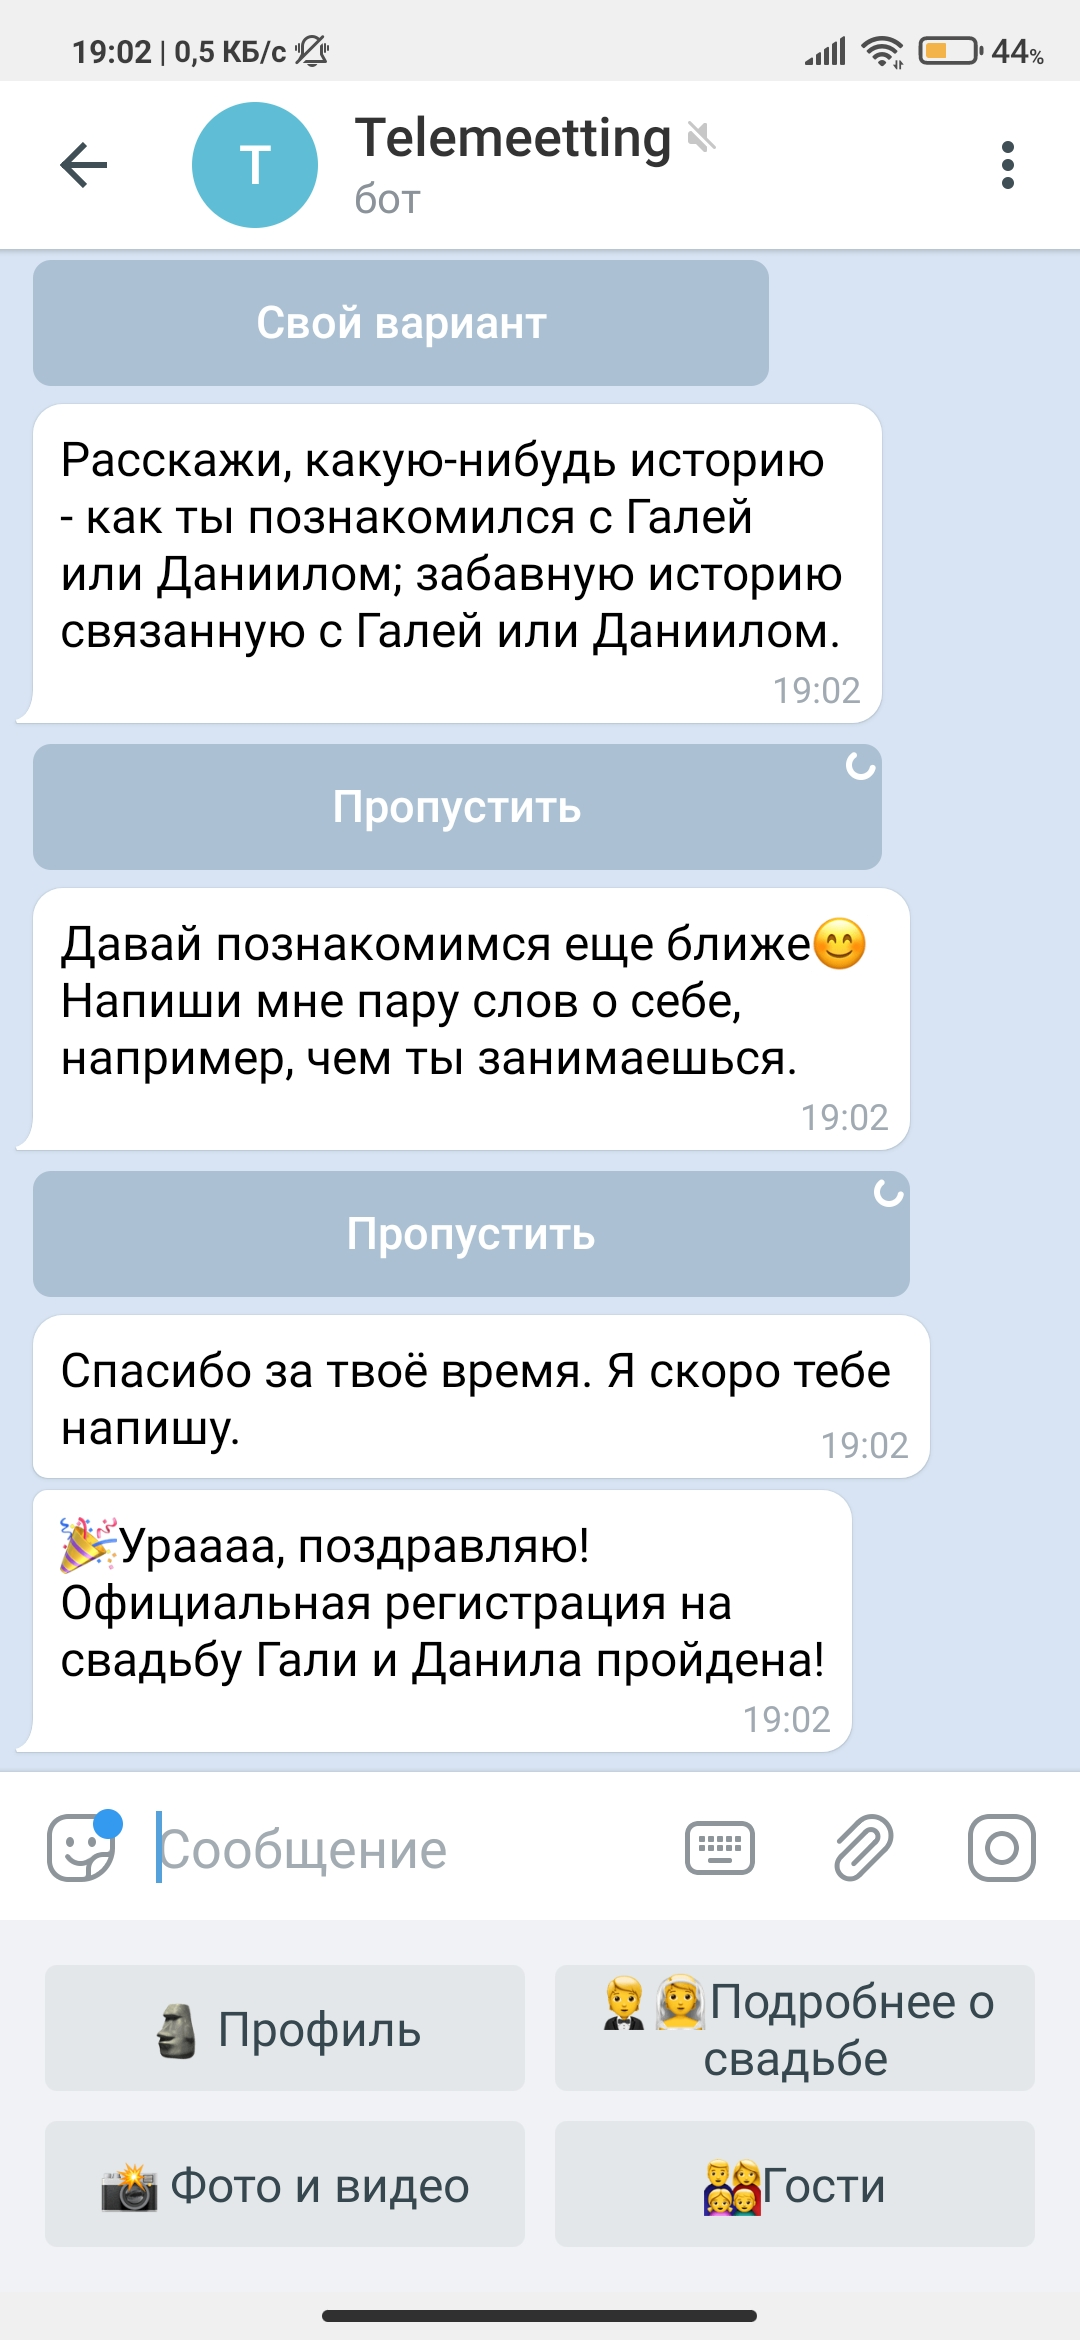 19:02 | 0,5 КБ/с
44%
T
Telemeetting
бот
Свой вариант
Расскажи, какую-нибудь историю
- как ты познакомился с Галей
или Даниилом; забавную историю
связанную с Галей или Даниилом.
19:02
Пропустить
Давай познакомимся еще ближе😊
Напиши мне пару слов о себе,
например, чем ты занимаешься.
19:02
Пропустить
Спасибо за твоё время. Я скоро тебе
напишу.
19:02
🎉Ураааа, поздравляю!
Официальная регистрация на
свадьбу Гали и Данила пройдена!
19:02
Сообщение
🗿 Профиль
🤵👰Подробнее о
свадьбе
📸 Фото и видео
👨‍👩‍👧‍👦Гости